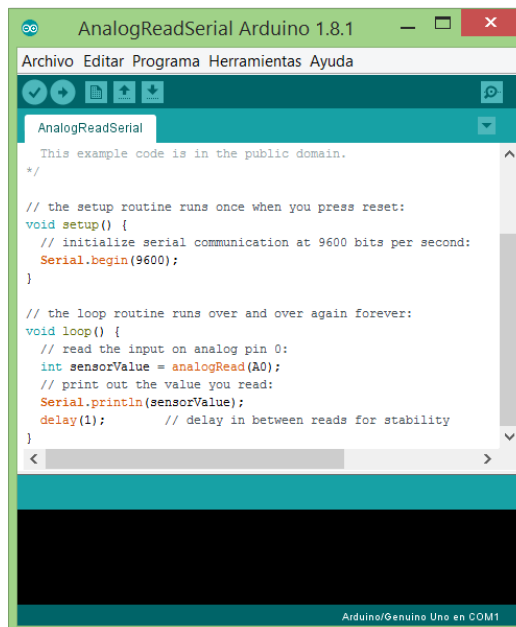 AnalogReadSerial Arduino 1.8.1
Archivo Editar Programa Herramientas Ayuda
AnalogReadSerial
  This example code is in the public domain.
*/

// the setup routine runs once when you press reset:
void setup() {
  // initialize serial communication at 9600 bits per second:
  Serial.begin(9600);
}

// the loop routine runs over and over again forever:
void loop() {
  // read the input on analog pin 0:
  int sensorValue = analogRead(A0);
  // print out the value you read:
  Serial.println(sensorValue);
  delay(1);        // delay in between reads for stability
}
Arduino/Genuino Uno en COM1